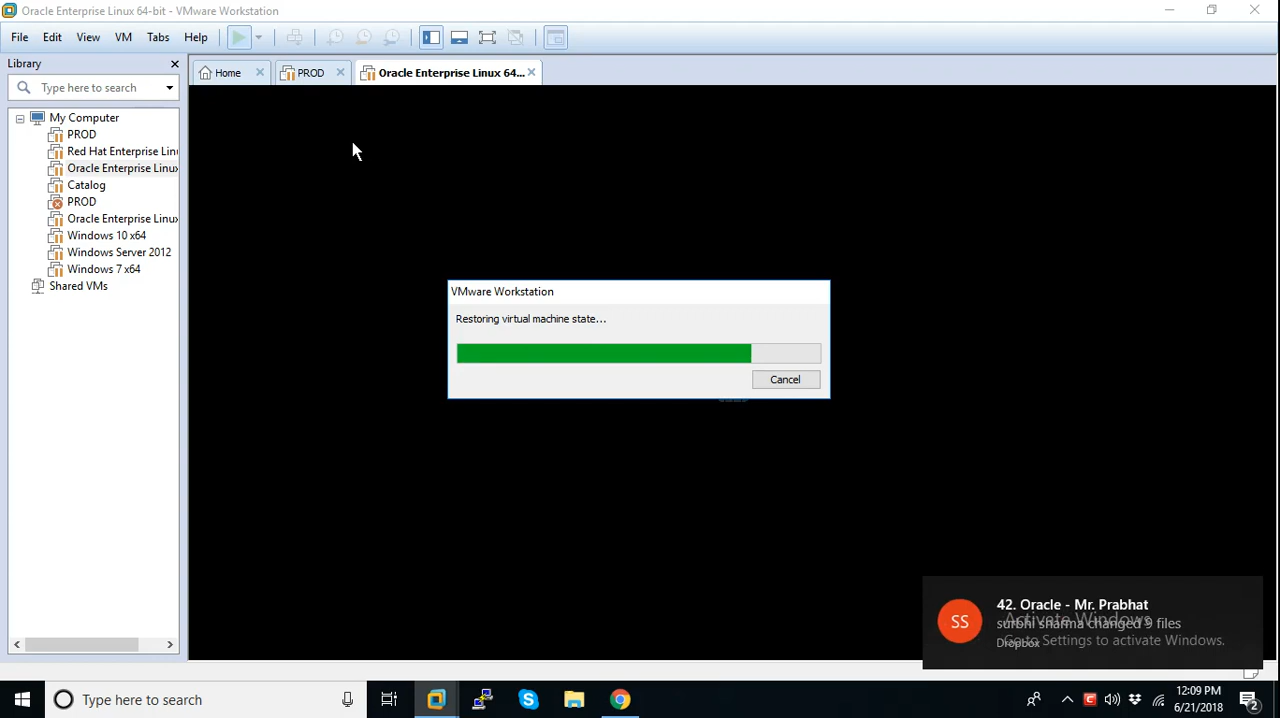 Oracle Enterprise Linux 64-bit - VMware Workstation
File Edit View VM Tabs Help
Library
Type here to search
Home
PROD
Oracle Enterprise Linux 64...
My Computer
PROD
Red Hat Enterprise Lin
Oracle Enterprise Linux
Catalog
PROD
Oracle Enterprise Linux
Windows 10 x64
Windows Server 2012
Windows 7 x64
Shared VMs
VMware Workstation
Restoring virtual machine state...
Cancel
SS
42. Oracle - Mr. Prabhat
surbhi sharma changed 9 files
Dropbox
Activate Windows
Go to Settings to activate Windows.
Type here to search
12:09 PM
6/21/2018
2